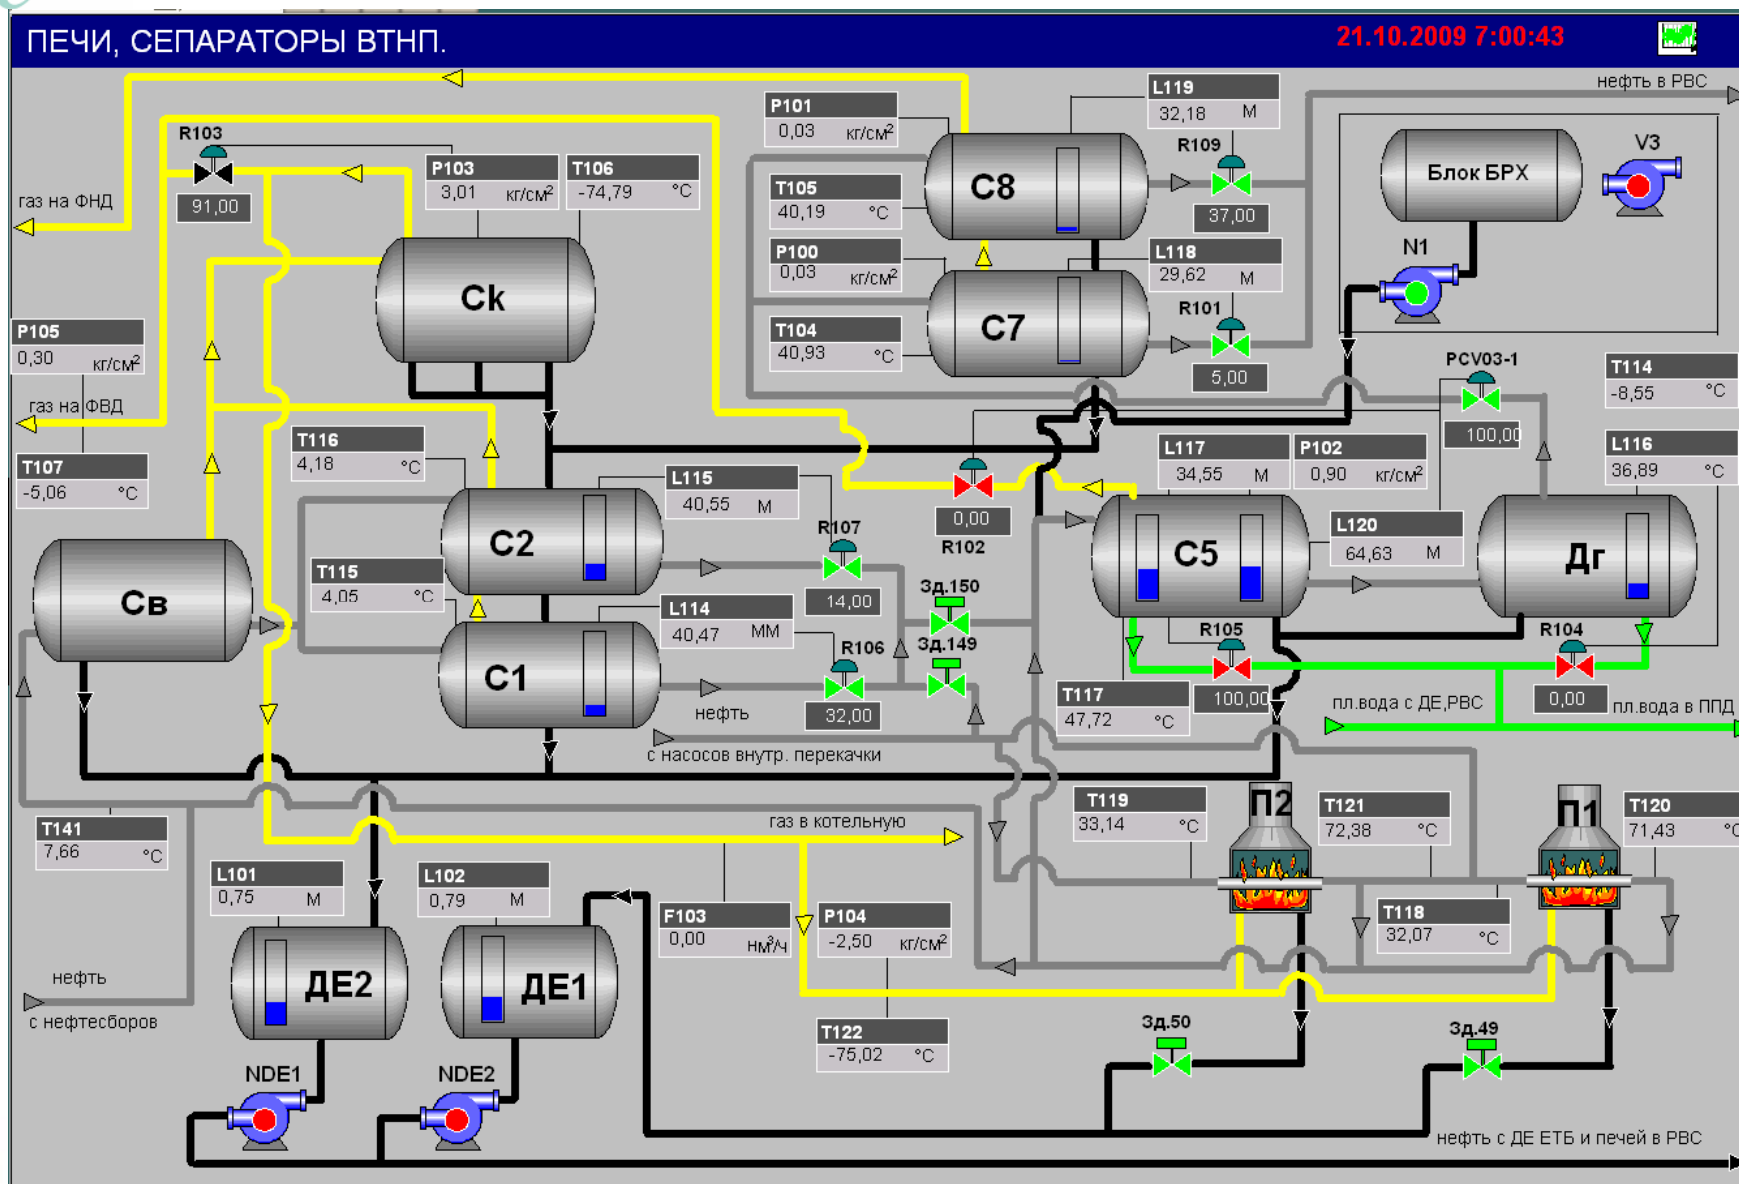 ПЕЧИ, СЕПАРАТОРЫ ВТНП.
21.10.2009 7:00:43
нефть в РВС
L119
32,18 М
P101
0,03 кг/см²
R103
R109
V3
Блок БРХ
P103
3,01 кг/см²
T106
-74,79 °C
C8
T105
40,19 °C
газ на ФНД
91,00
37,00
N1
P100
0,03 кг/см²
L118
29,62 М
Ck
C7
R101
P105
0,30 кг/см²
T104
40,93 °C
PCV03-1
T114
-8,55 °C
5,00
газ на ФВД
100,00
T116
4,18 °C
L117
34,55 М
P102
0,90 кг/см²
L116
36,89 °C
T107
-5,06 °C
L115
40,55 М
R107
0,00
R102
L120
64,63 М
C2
C5
Дг
T115
4,05 °C
Св
14,00
Зд.150
L114
40,47 ММ
R106
Зд.149
R105
R104
C1
T117
47,72 °C
100,00
0,00
нефть
32,00
пл.вода с ДЕ,РВС
пл.вода в ППД
с насосов внутр. перекачки
T119
33,14 °C
П2
T121
72,38 °C
П1
T120
71,43 °C
T141
7,66 °C
газ в котельную
L101
0,75 М
L102
0,79 М
F103
0,00 нм³/ч
P104
-2,50 кг/см²
T118
32,07 °C
нефть
ДЕ2
ДЕ1
с нефтесборов
T122
-75,02 °C
Зд.50
Зд.49
NDE1
NDE2
нефть с ДЕ ЕТБ и печей в РВС